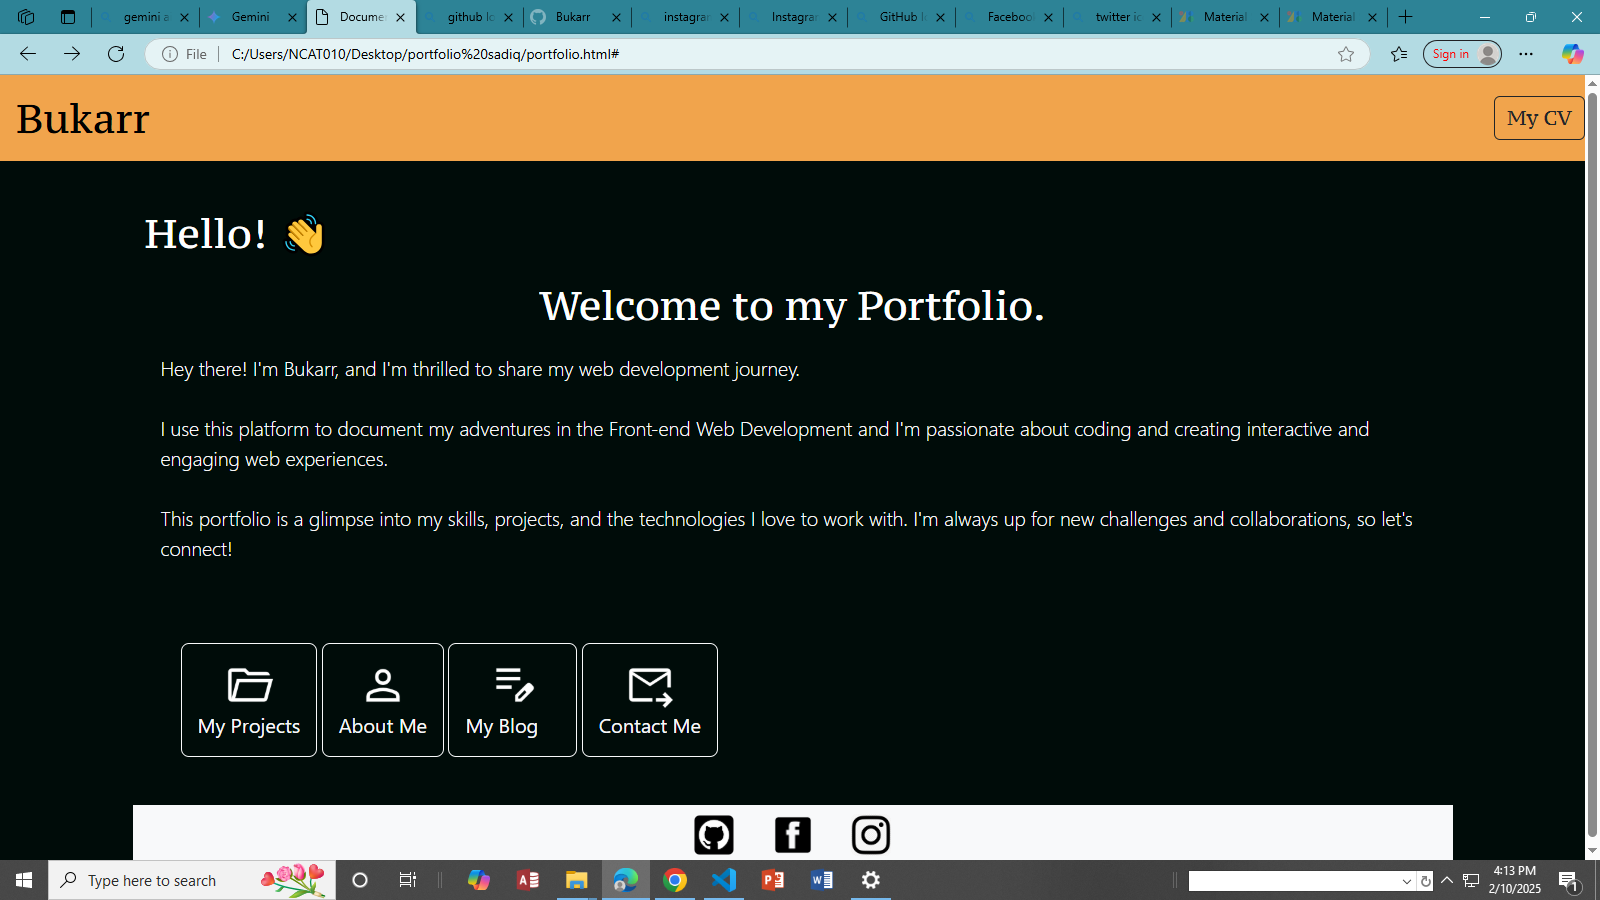 gemini a
Gemini
Docume
github lo
Bukarr
instagra
Instagra
GitHub l
Faceboo
twitter ic
Material
Material
File
C:/Users/NCAT010/Desktop/portfolio%20sadiq/portfolio.html#
Sign in
Bukarr
My CV
Hello! 👋
Welcome to my Portfolio.
Hey there! I'm Bukarr, and I'm thrilled to share my web development journey.
I use this platform to document my adventures in the Front-end Web Development and I'm passionate about coding and creating interactive and
engaging web experiences.
This portfolio is a glimpse into my skills, projects, and the technologies I love to work with. I'm always up for new challenges and collaborations, so let's
connect!
My Projects
About Me
My Blog
Contact Me
Type here to search
4:13 PM
2/10/2025
1